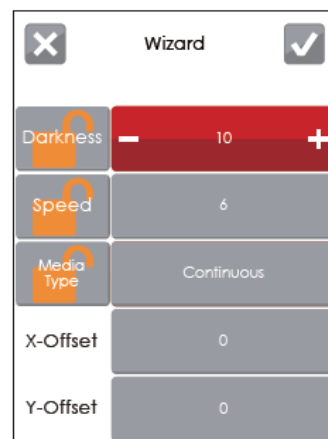 Wizard
Darkness - 10 +
Speed 6
Media
Type Continuous
X-Offset 0
Y-Offset 0